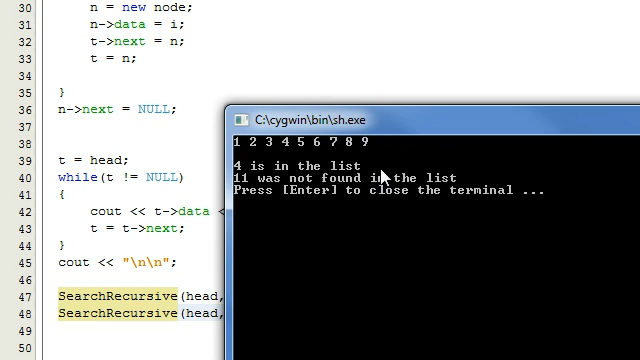 30 n = new node;
31 n->data = i;
32 t->next = n;
33 t = n;
34
35 }
36 n->next = NULL;
37
38
39 t = head;
40 while(t != NULL)
41 {
42 cout << t->data <
43 t = t->next;
44 }
45 cout << "\n\n";
46
47 SearchRecursive(head,
48 SearchRecursive(head,
49
50
C:\cygwin\bin\sh.exe
1 2 3 4 5 6 7 8 9
4 is in the list
11 was not found in the list
Press [Enter] to close the terminal ...